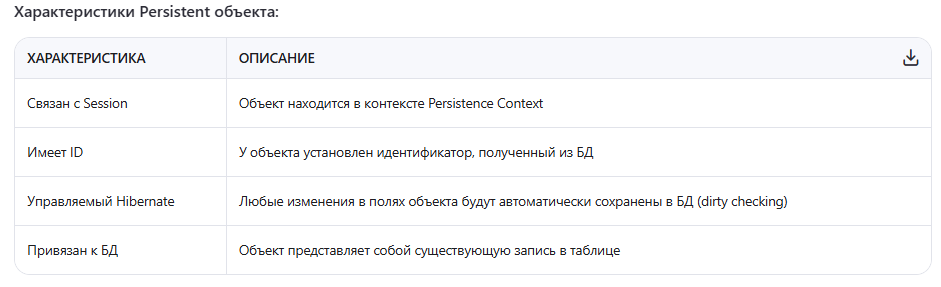 Характеристики Persistent объекта:
ХАРАКТЕРИСТИКА ОПИСАНИЕ
Связан с Session Объект находится в контексте Persistence Context
Имеет ID У объекта установлен идентификатор, полученный из БД
Управляемый Hibernate Любые изменения в полях объекта будут автоматически сохранены в БД (dirty checking)
Привязан к БД Объект представляет собой существующую запись в таблице